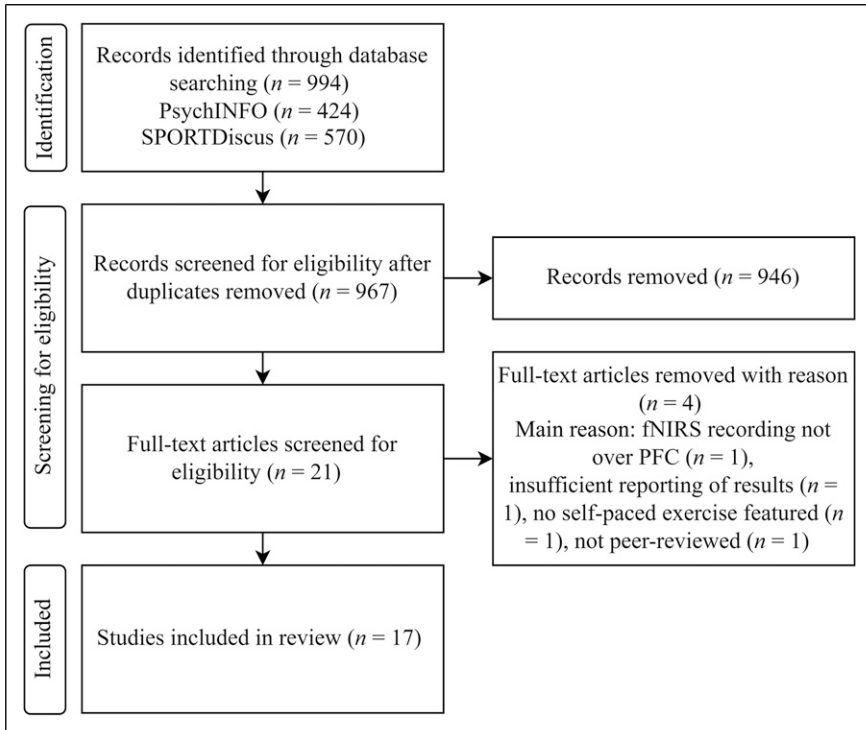 Identification
Records identified through database
searching (n = 994)
PsychINFO (n = 424)
SPORTDiscus (n = 570)
Screening for eligibility
Records screened for eligibility after
duplicates removed (n = 967)
Records removed (n = 946)
Full-text articles screened for
eligibility (n = 21)
Full-text articles removed with reason
(n = 4)
Main reason: fNIRS recording not
over PFC (n = 1),
insufficient reporting of results (n =
1), no self-paced exercise featured (n
= 1), not peer-reviewed (n = 1)
Included
Studies included in review (n = 17)